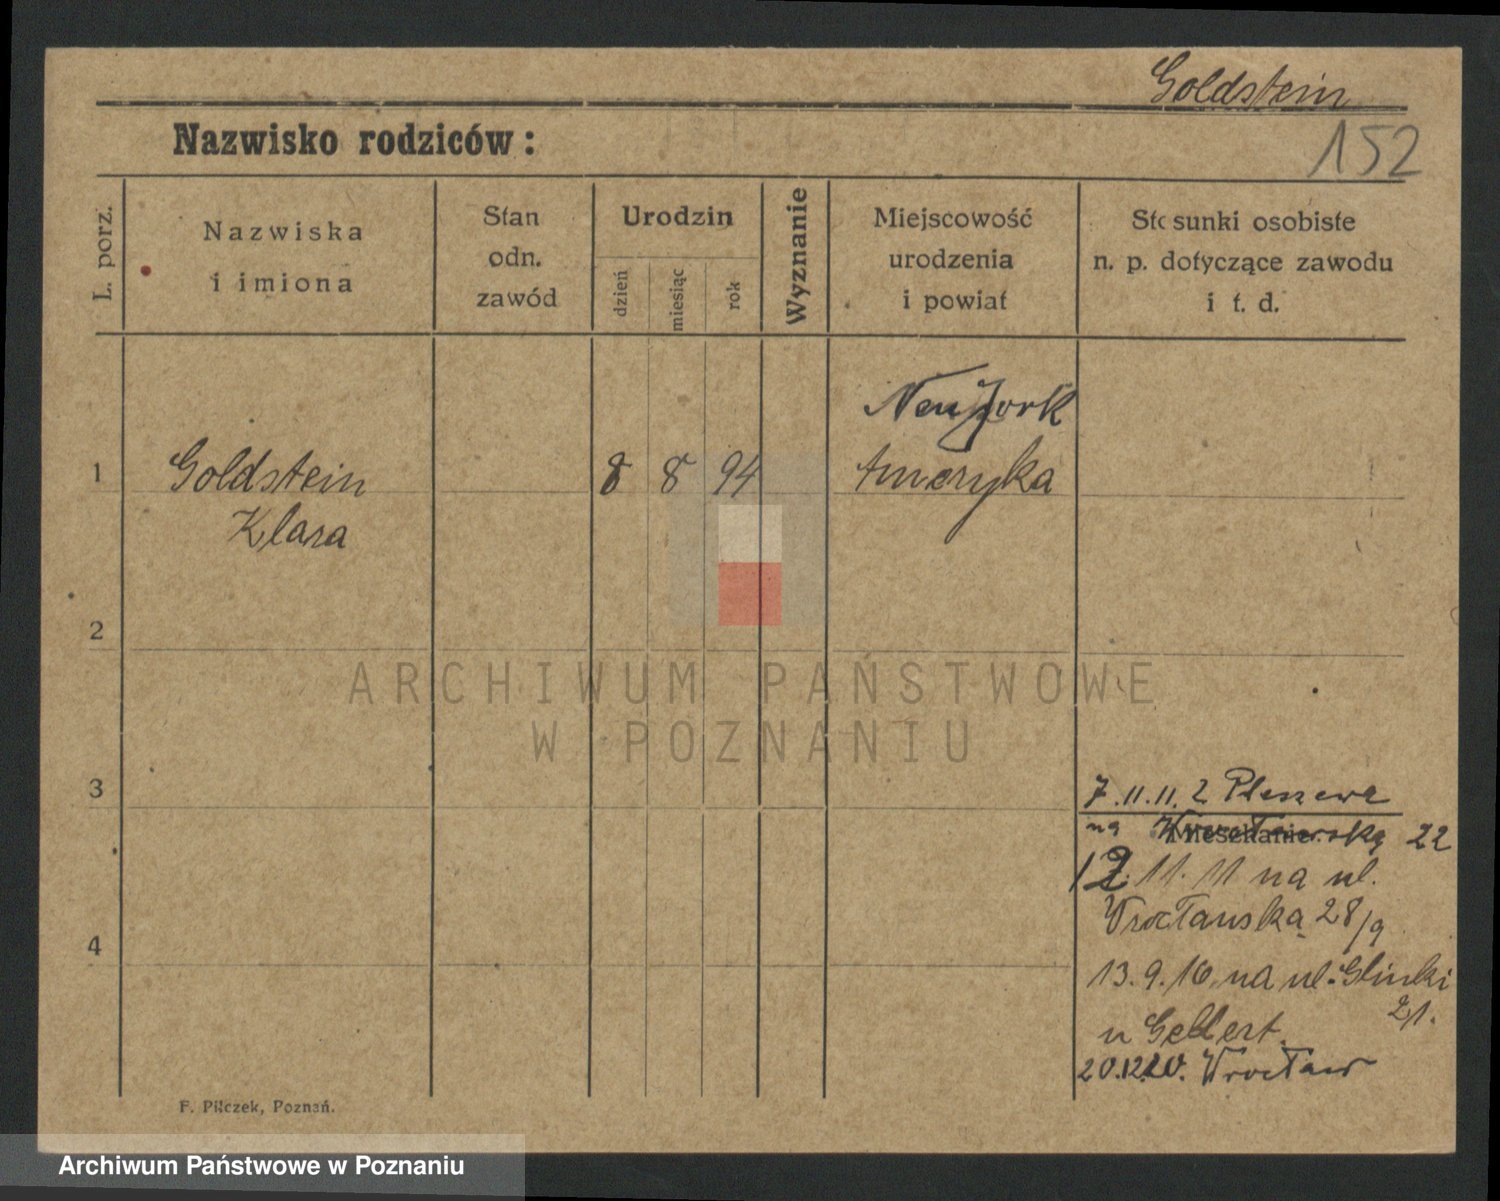 Goldstein
Nazwisko rodziców:
152
L. porz.
Nazwiska
i imiona
Stan
odn.
zawód
Urodzin
dzień
miesiąc
rok
Wyznanie
Miejscowość
urodzenia
i powiat
Stosunki osobiste
n. p. dotyczące zawodu
i t. d.
New York
1 Goldstein 8 8 94 Ameryka
Klara
2
ARCHIWUM PAŃSTWOWE
W POZNANIU
3
7.11.11. z Pleszewa
na Wrocławską 22
Mieszkanie:
12.11.11 na ul.
Wrocławską 28/9
4
13.9.16. na ul. Glinki
21.
u Gellert.
20.12.20. Wrocław
F. Pilczek, Poznań.
Archiwum Państwowe w Poznaniu